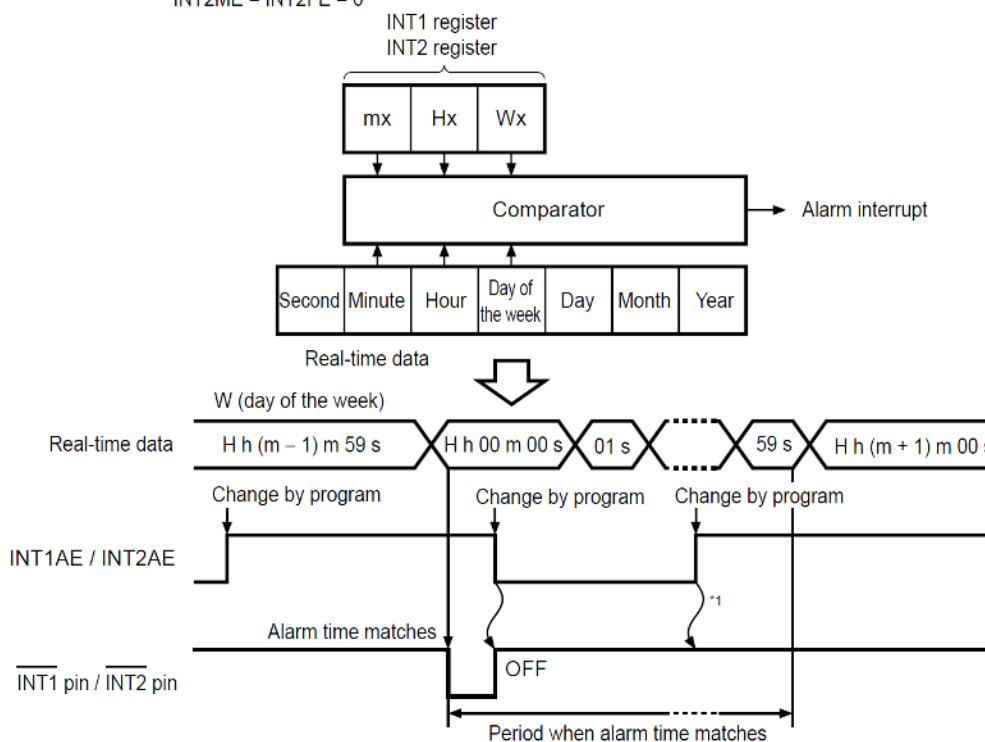 INT2ME = INT2FE = 0
INT1 register
INT2 register
mx Hx Wx
Comparator
Alarm interrupt
Second Minute Hour Day of the week Day Month Year
Real-time data
W (day of the week)
Real-time data H h (m – 1) m 59 s H h 00 m 00 s 01 s 59 s H h (m + 1) m 00 s
Change by program Change by program Change by program
INT1AE / INT2AE
*1
Alarm time matches
INT1 pin / INT2 pin
OFF
Period when alarm time matches